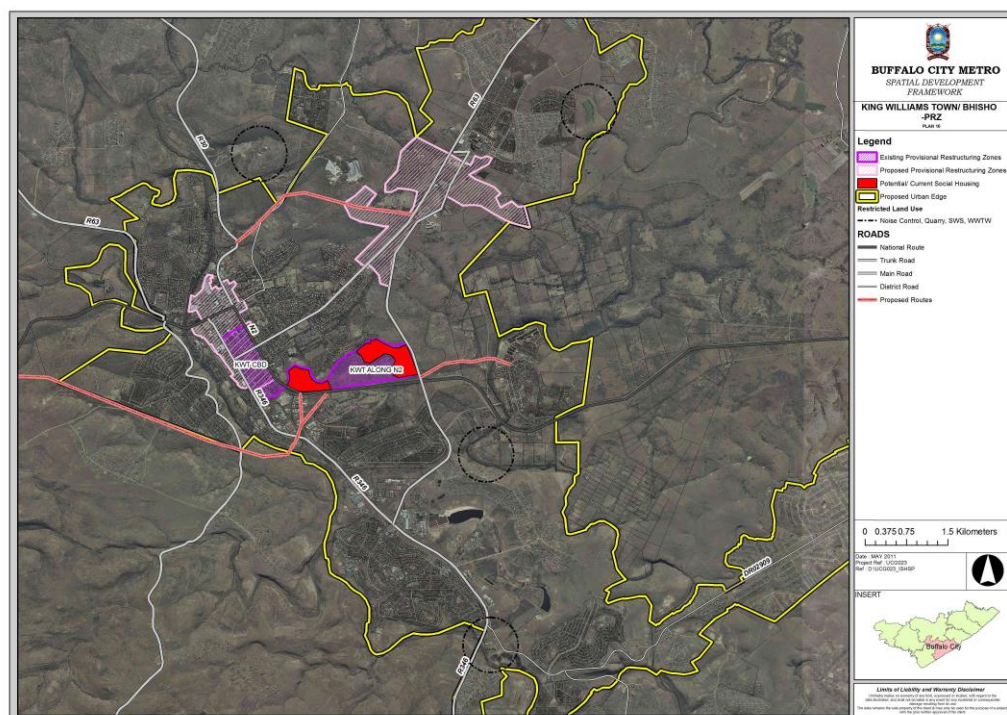 BUFFALO CITY METRO
SPATIAL DEVELOPMENT
FRAMEWORK
KING WILLIAMS TOWN/ BHISHO
-PRZ
PLAN 16
Legend
Existing Provisional Restructuring Zones
Proposed Provisional Restructuring Zones
Potential/ Current Social Housing
Proposed Urban Edge
Restricted Land Use
Noise Control, Quarry, SWS, WWTW
ROADS
National Route
Trunk Road
Main Road
District Road
Proposed Routes
0 0.375 0.75 1.5 Kilometers
Date : MAY 2011
Project Ref : UCG023
INSERT
Buffalo City
Limits of Liability and Warranty Disclaimer
R63
R30
R63
N2
KWT CBD
KWT ALONG N2
R346
R346
R346
DR02909